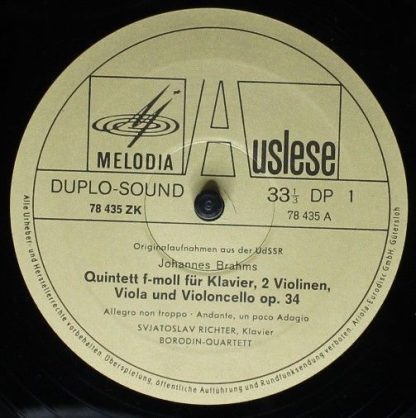 MELODIA
Auslese
DUPLO-SOUND
33 1/3 DP 1
78 435 ZK
78 435 A
Originalaufnahmen aus der UdSSR
Johannes Brahms
Quintett f-moll für Klavier, 2 Violinen,
Viola und Violoncello op. 34
Allegro non troppo · Andante, un poco Adagio
SVJATOSLAV RICHTER, Klavier
BORODIN-QUARTETT
Alle Urheber- und Herstellerrechte vorbehalten. Überspielung, öffentliche Aufführung und Rundfunksendung verboten. Ariola Eurodisc GmbH, Gütersloh